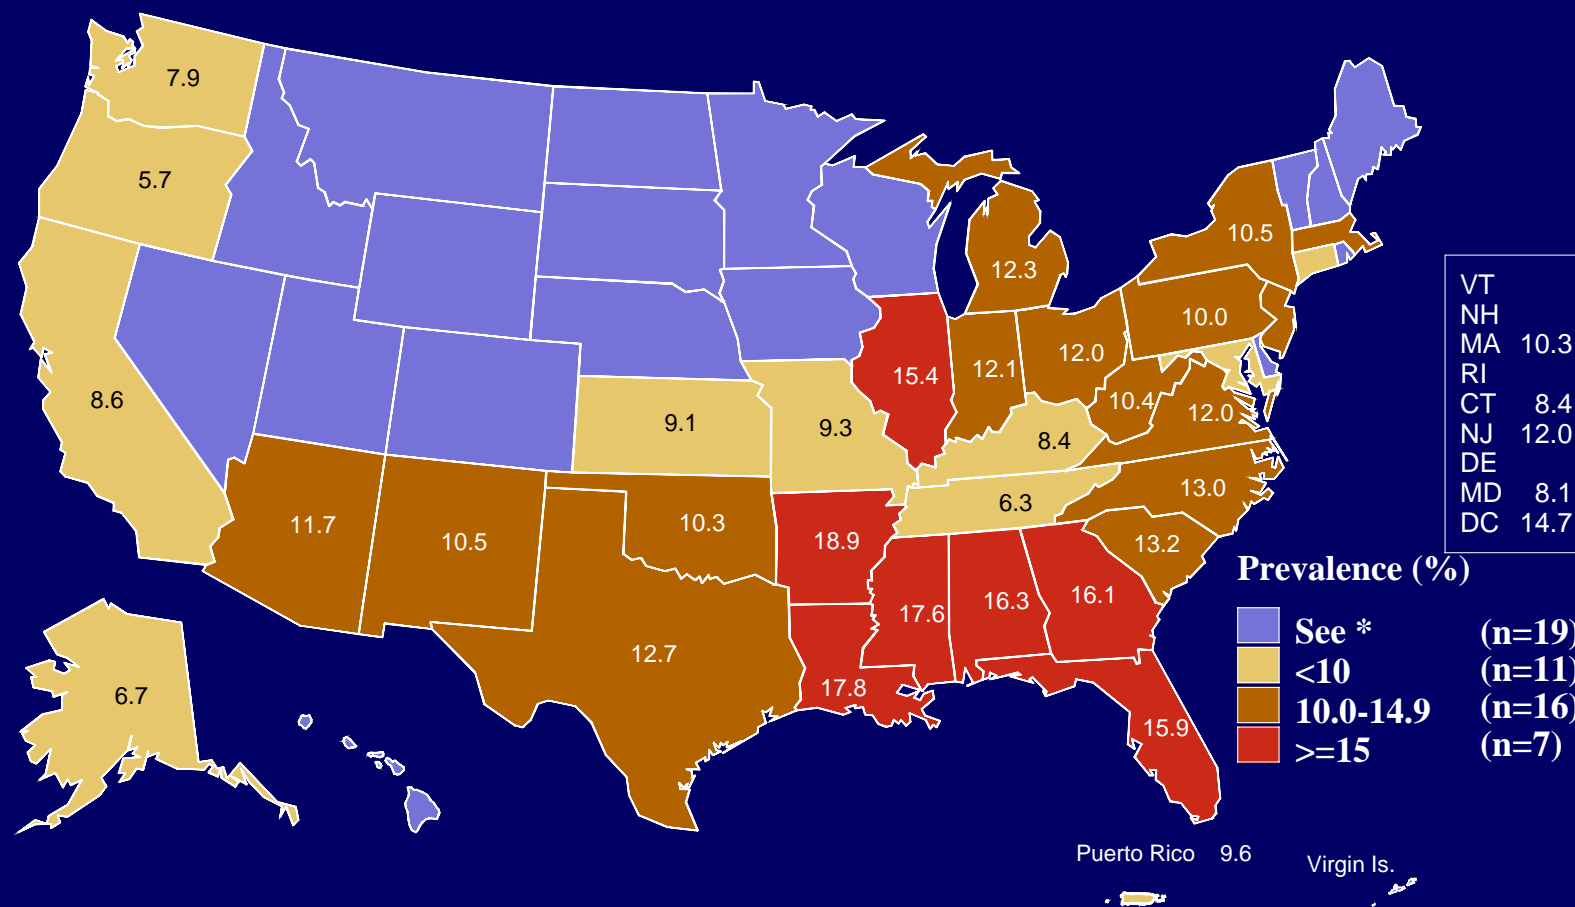 7.9
5.7
8.6
11.7
10.5
6.7
9.1
9.3
10.3
12.7
18.9
17.8
17.6
16.3
16.1
15.9
15.4
12.3
12.1
12.0
8.4
6.3
10.4
12.0
13.0
13.2
10.0
10.5
VT
NH
MA 10.3
RI
CT 8.4
NJ 12.0
DE
MD 8.1
DC 14.7
Prevalence (%)
See * (n=19)
<10 (n=11)
10.0-14.9 (n=16)
>=15 (n=7)
Puerto Rico 9.6
Virgin Is.